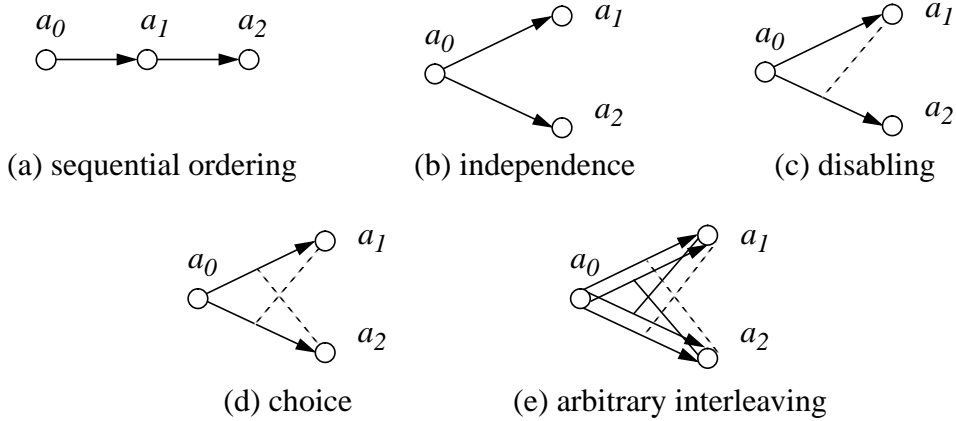 a0 a1 a2
(a) sequential ordering
a0 a1
a2
(b) independence
a0 a1
a2
(c) disabling
a0 a1
a2
(d) choice
a0 a1
a2
(e) arbitrary interleaving